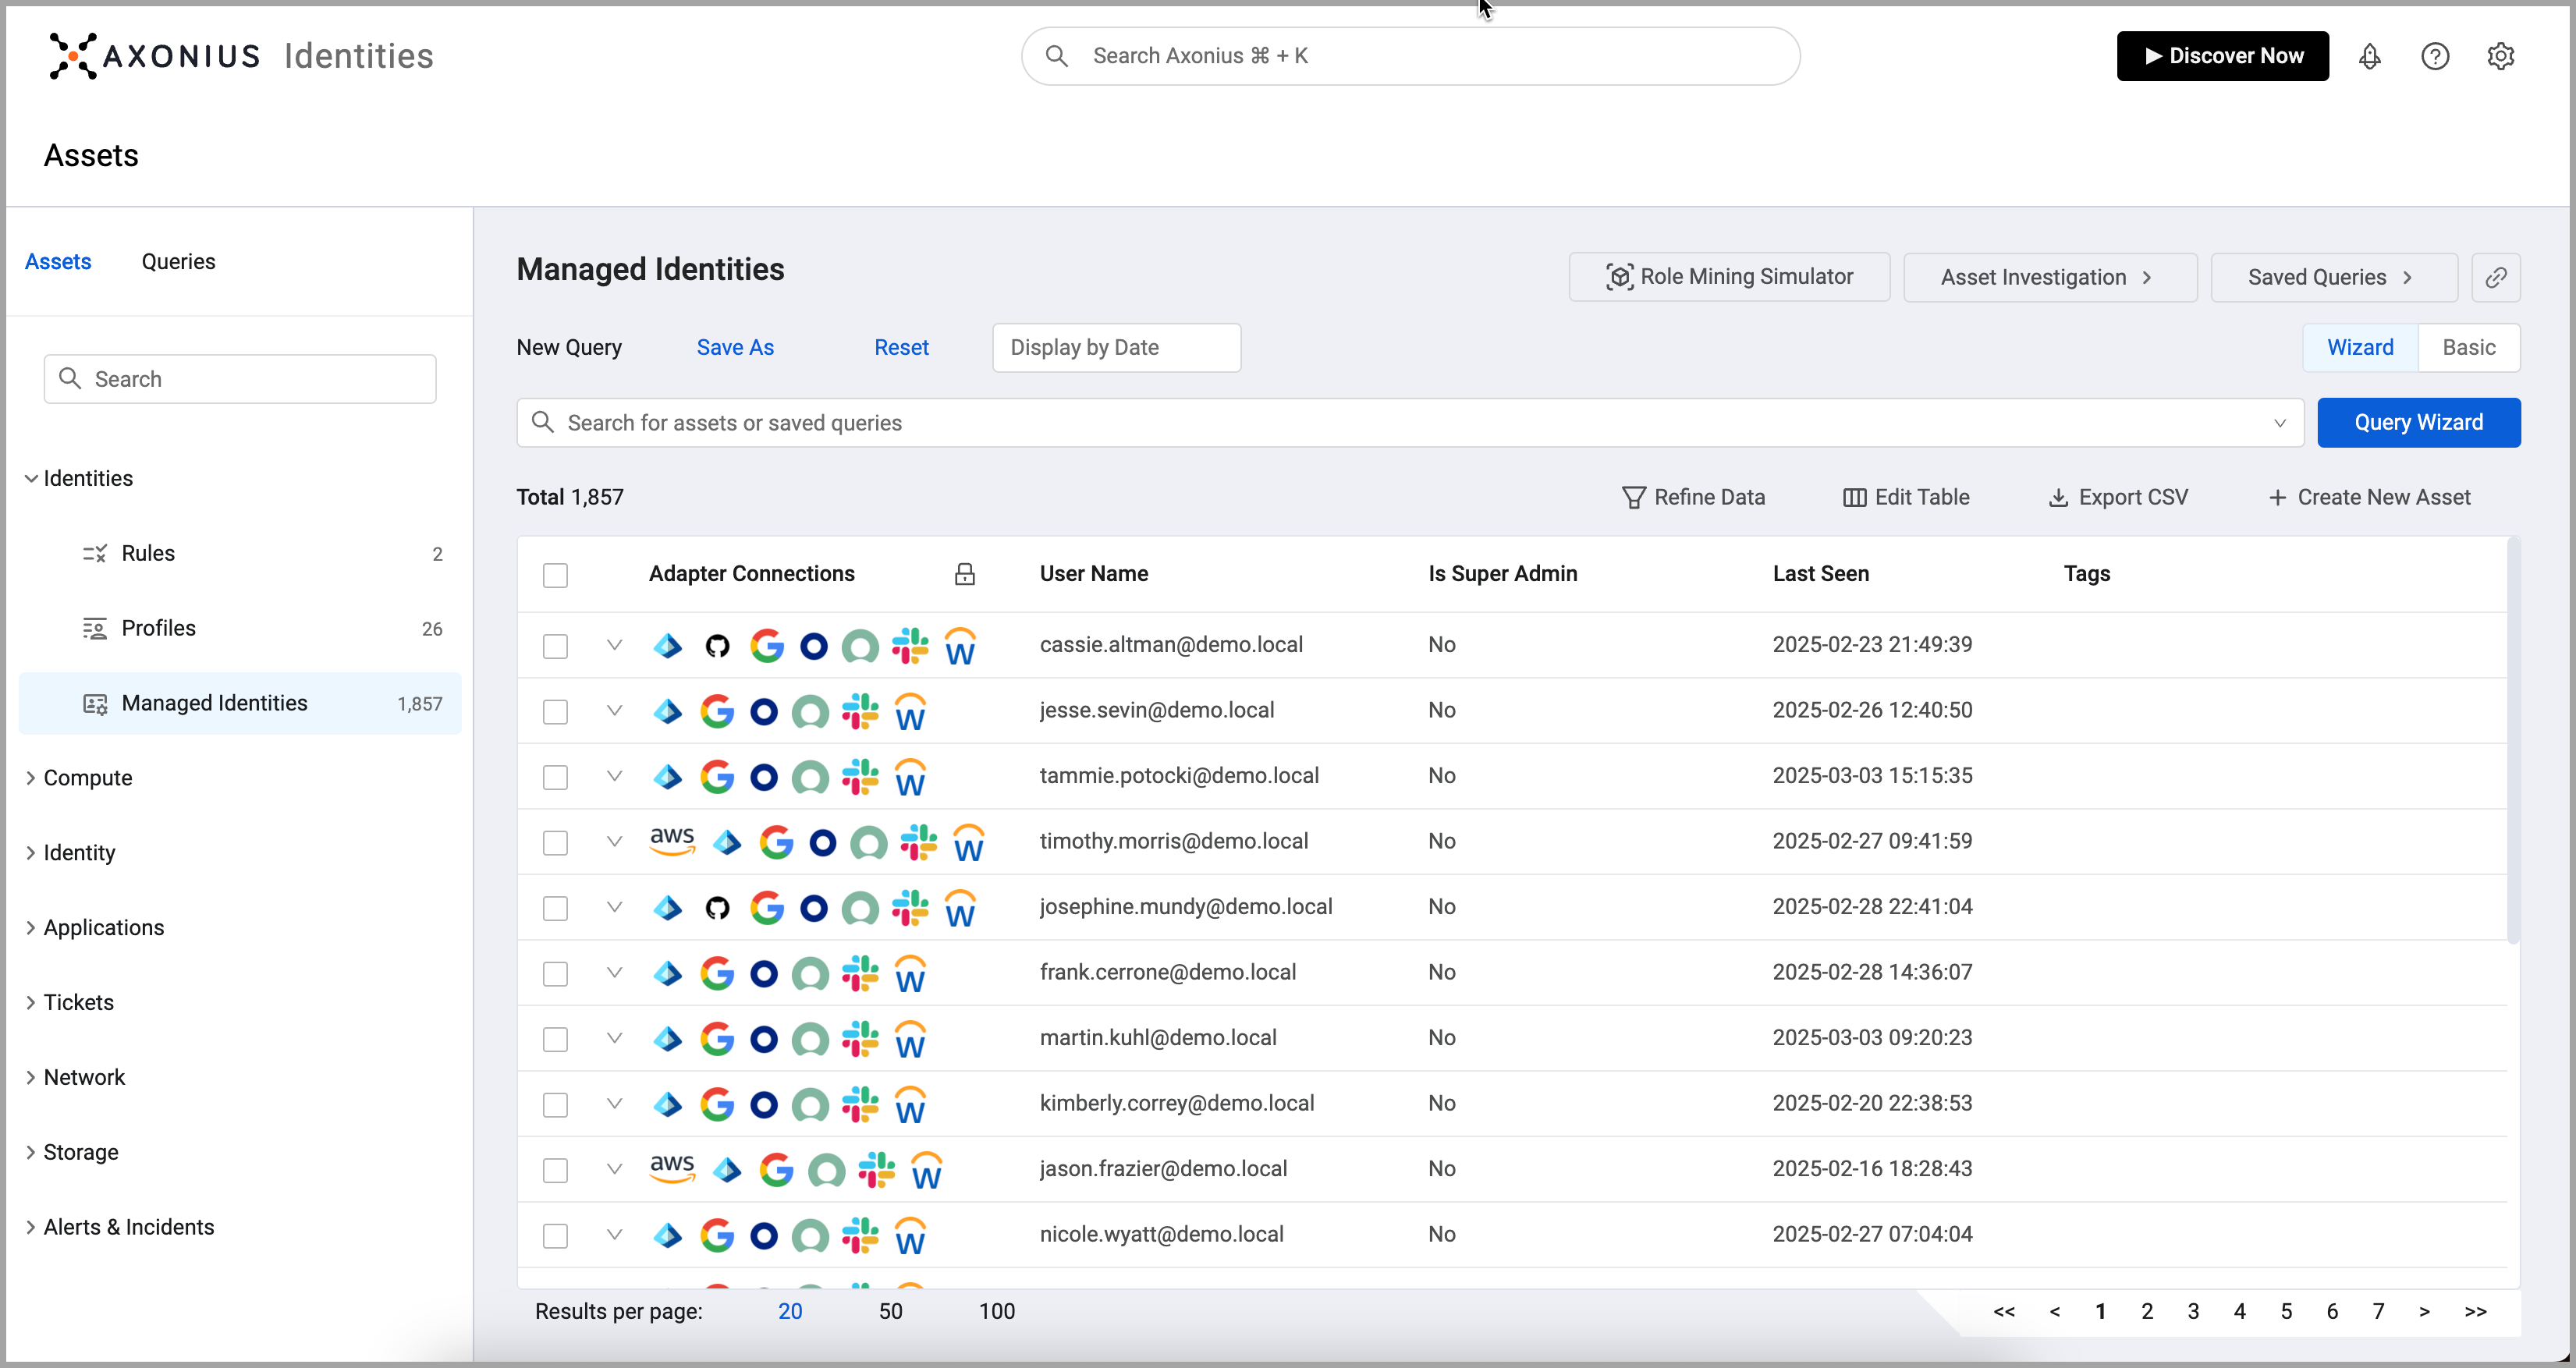 AXONIUS Identities
Search Axonius ⌘ + K
▶ Discover Now
Assets
Assets Queries
Search
Identities
Rules 2
Profiles 26
Managed Identities 1,857
Compute
Identity
Applications
Tickets
Network
Storage
Alerts & Incidents
Managed Identities
Role Mining Simulator
Asset Investigation >
Saved Queries >
New Query Save As Reset Display by Date
Wizard Basic
Search for assets or saved queries
Query Wizard
Total 1,857
Refine Data
Edit Table
Export CSV
+ Create New Asset
Adapter Connections User Name Is Super Admin Last Seen Tags
W cassie.altman@demo.local No 2025-02-23 21:49:39
W jesse.sevin@demo.local No 2025-02-26 12:40:50
W tammie.potocki@demo.local No 2025-03-03 15:15:35
aws W timothy.morris@demo.local No 2025-02-27 09:41:59
W josephine.mundy@demo.local No 2025-02-28 22:41:04
W frank.cerrone@demo.local No 2025-02-28 14:36:07
W martin.kuhl@demo.local No 2025-03-03 09:20:23
W kimberly.correy@demo.local No 2025-02-20 22:38:53
aws W jason.frazier@demo.local No 2025-02-16 18:28:43
W nicole.wyatt@demo.local No 2025-02-27 07:04:04
Results per page: 20 50 100
<< < 1 2 3 4 5 6 7 > >>